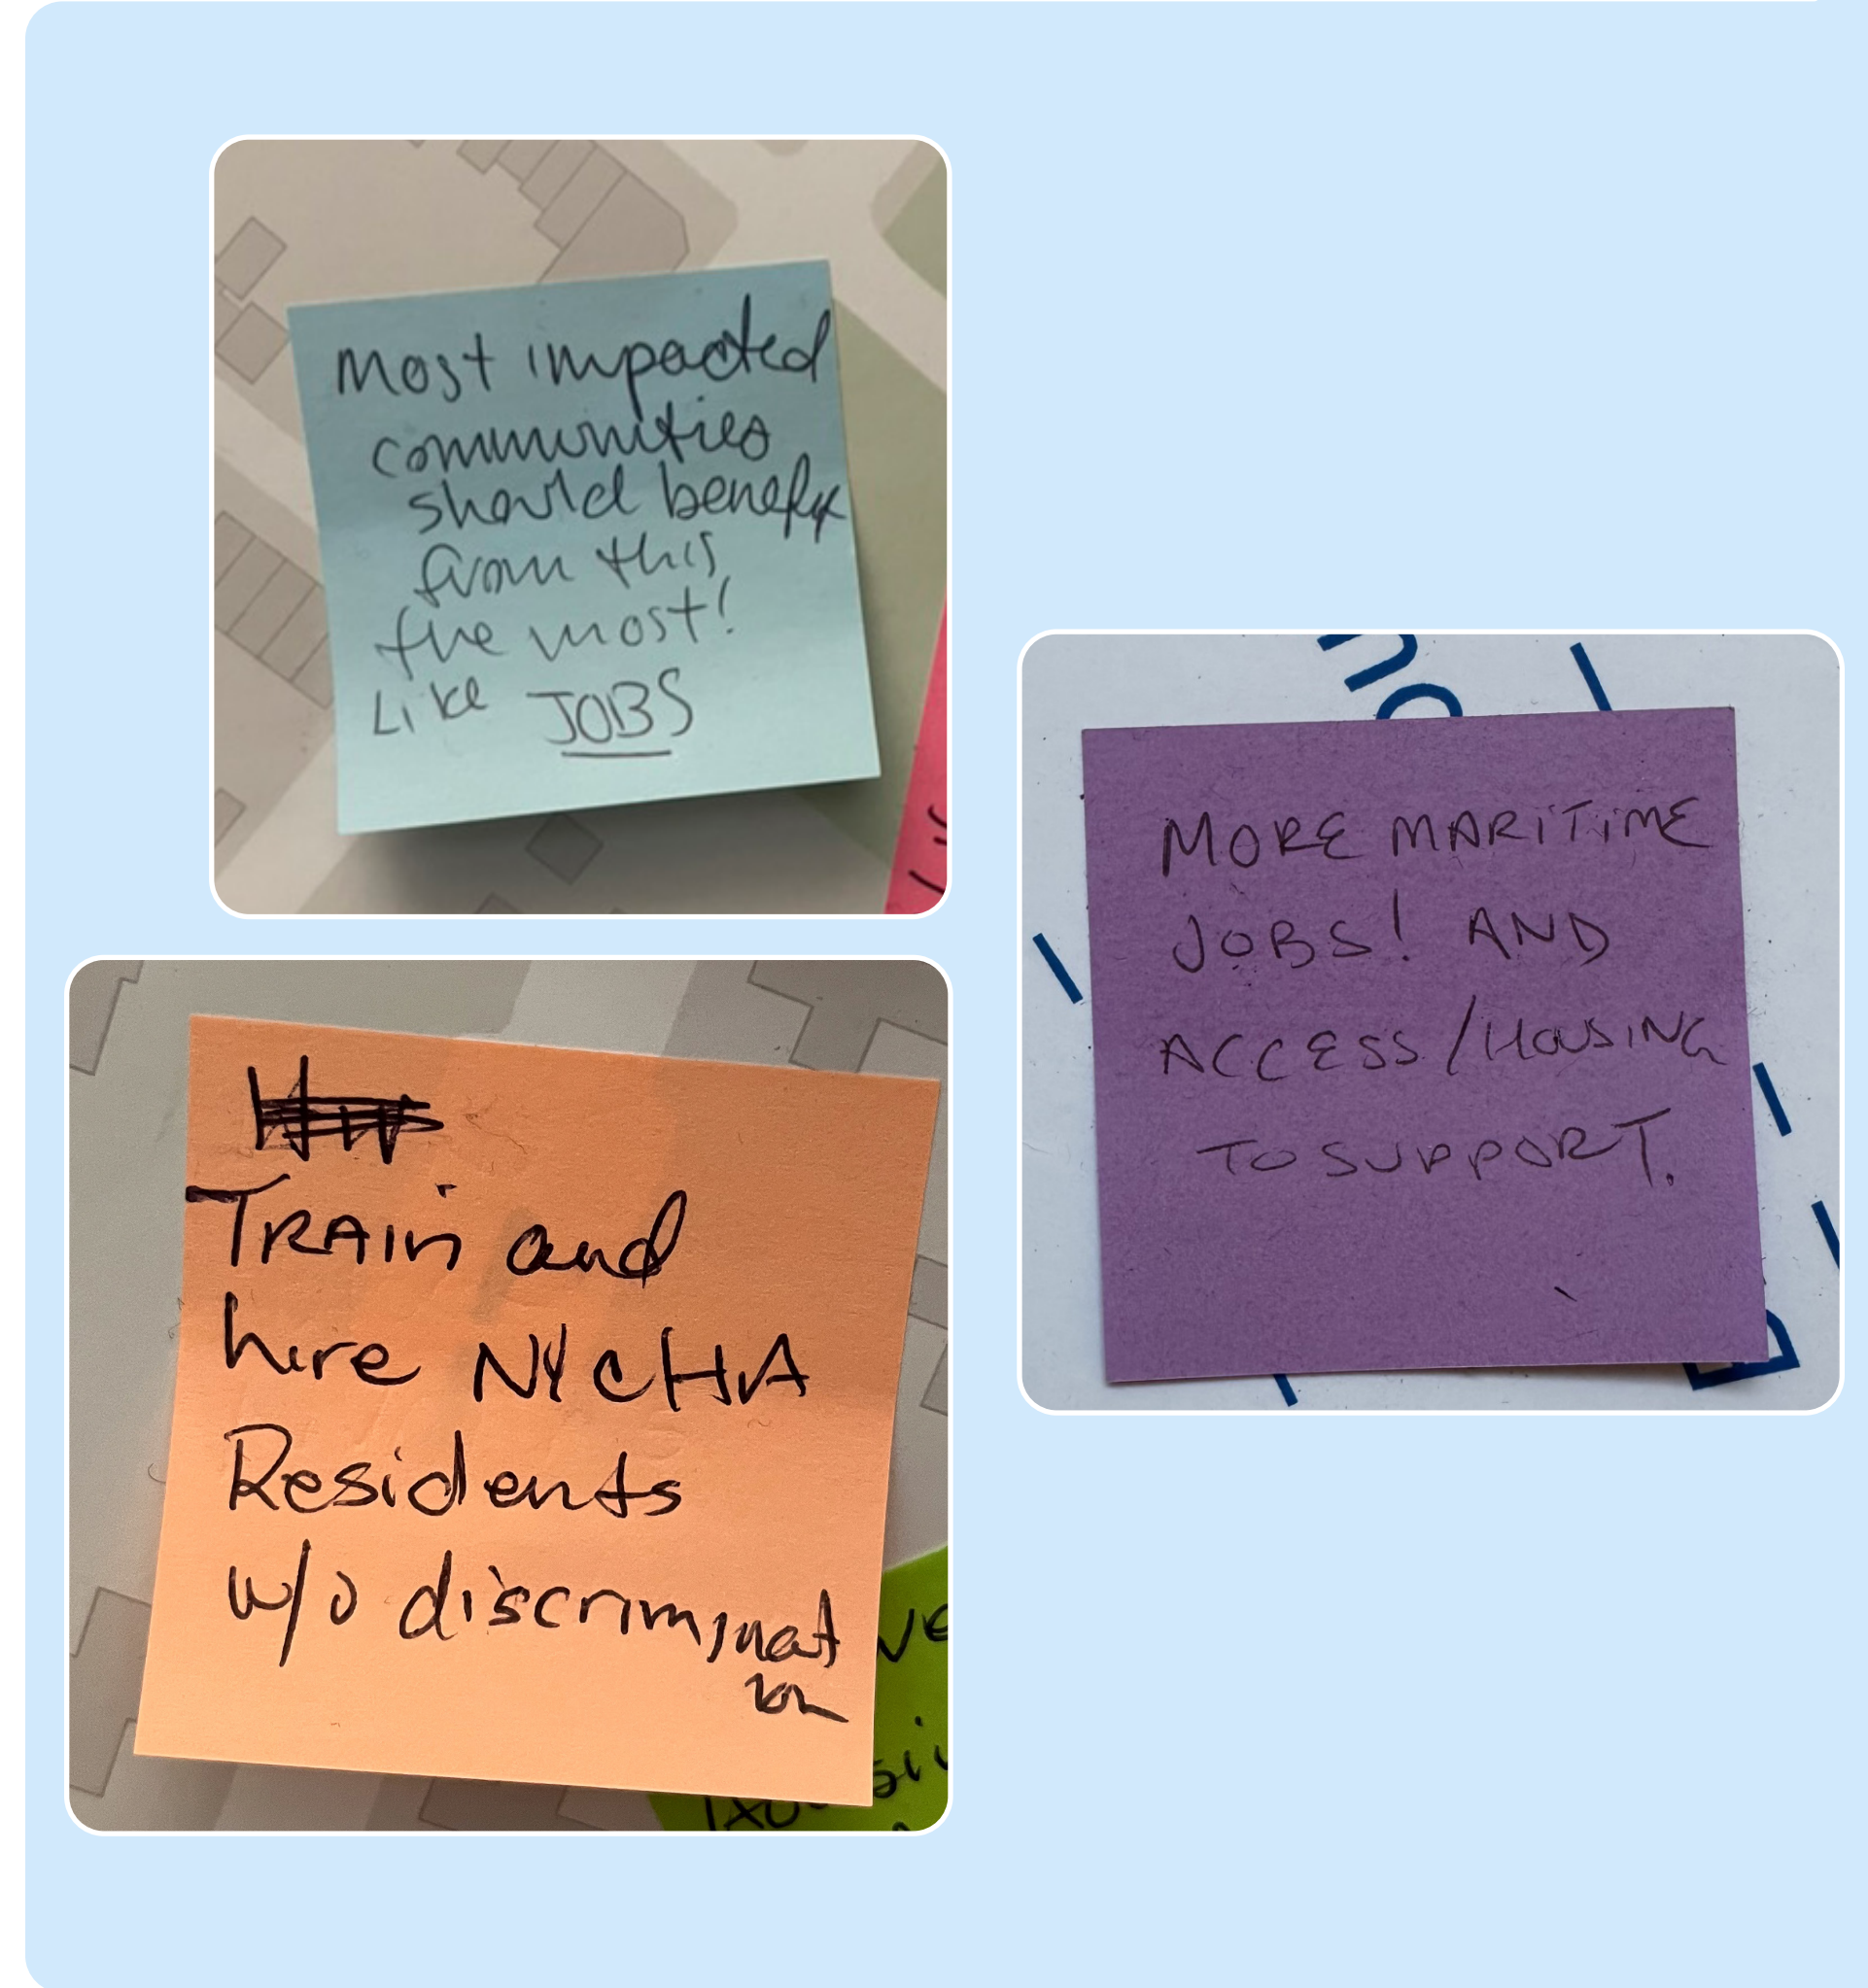 Most impacted
communities
should benefit
from this
the most!
Like JOBS
MORE MARITIME
JOBS! AND
ACCESS/HOUSING
TO SUPPORT.
TRAIN and
hire NYCHA
Residents
w/o discriminat
ion